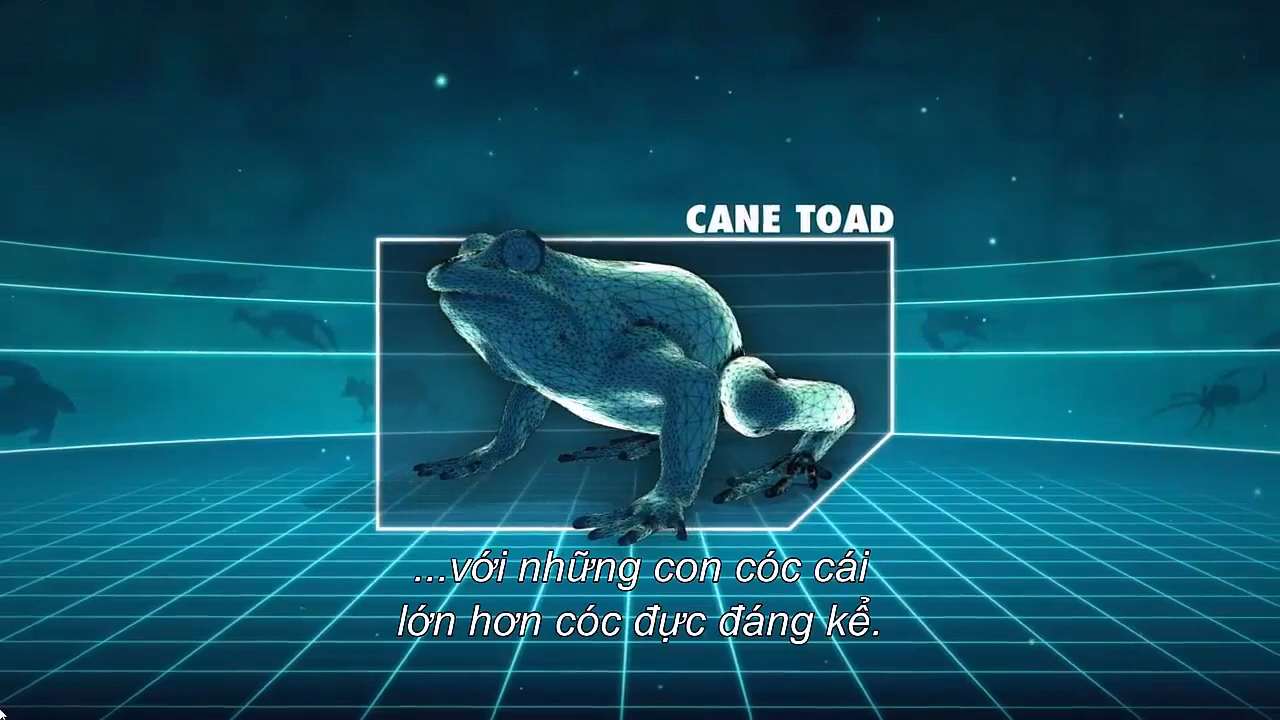 CANE TOAD
...với những con cóc cái
lớn hơn cóc đực đáng kể.